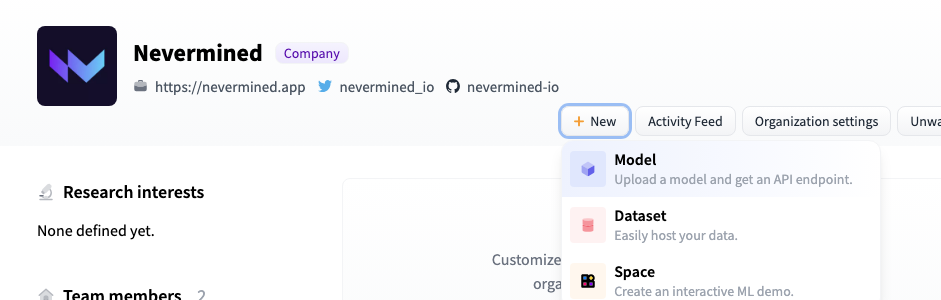 Nevermined Company
https://nevermined.app nevermined_io nevermined-io
+ New Activity Feed Organization settings Unwa
Model
Upload a model and get an API endpoint.
Research interests
Dataset
Easily host your data.
None defined yet.
Customize
Space
orga
Create an interactive ML demo.
Team members 2